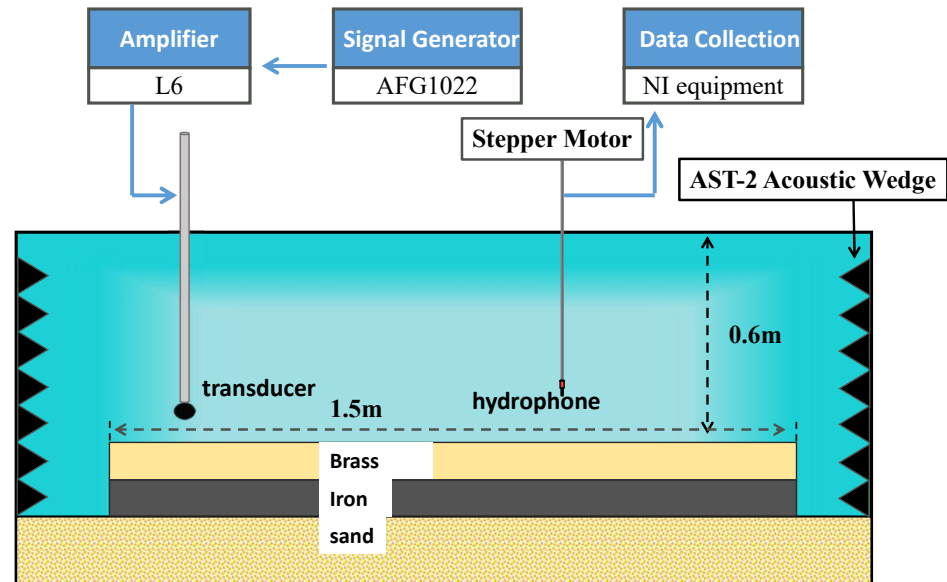 Amplifier
L6
Signal Generator
AFG1022
Data Collection
NI equipment
Stepper Motor
AST-2 Acoustic Wedge
0.6m
transducer
hydrophone
1.5m
Brass
Iron
sand